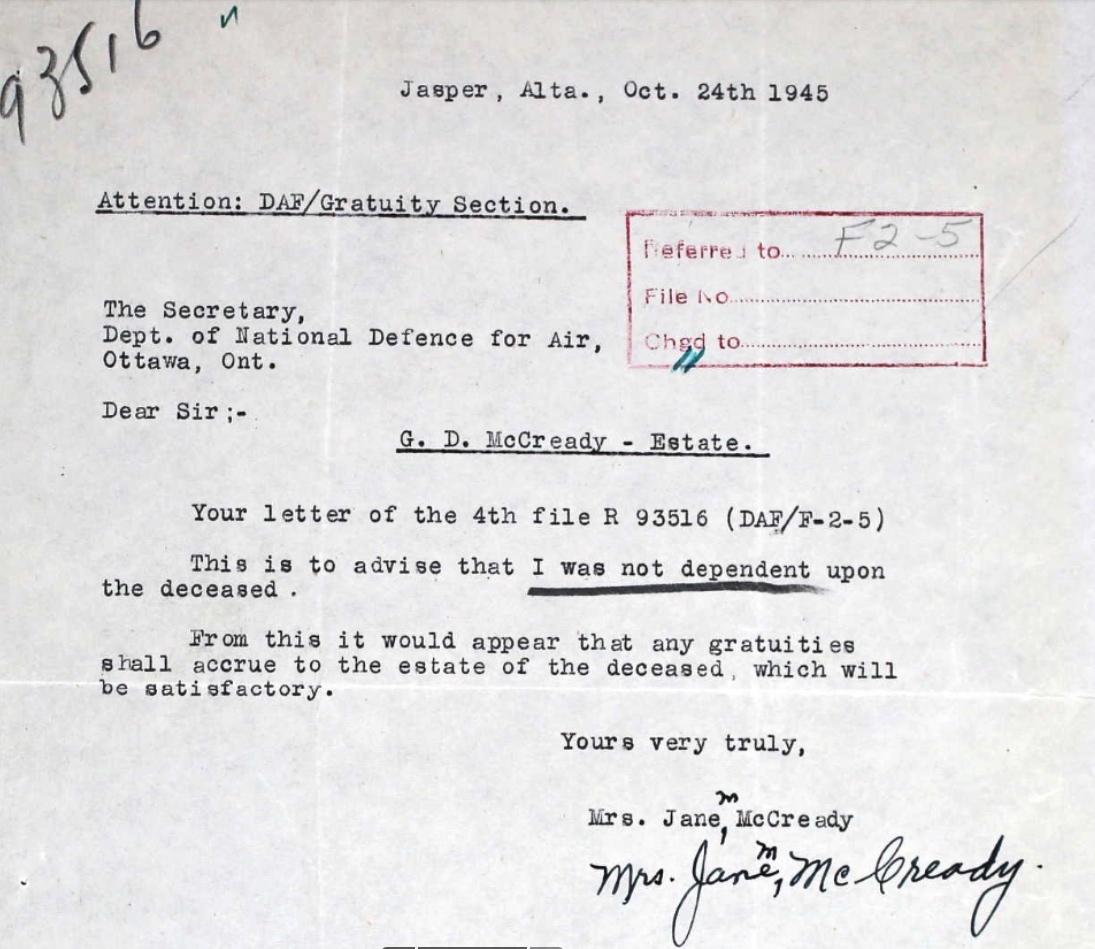 93516
Jasper, Alta., Oct. 24th 1945
Attention: DAF/Gratuity Section.
Referred to F2-5
File No
Chgd to
The Secretary,
Dept. of National Defence for Air,
Ottawa, Ont.
Dear Sir;-
G. D. McCready - Estate.
Your letter of the 4th file R 93516 (DAF/F-2-5)
This is to advise that I was not dependent upon
the deceased.
From this it would appear that any gratuities
shall accrue to the estate of the deceased, which will
be satisfactory.
Yours very truly,
m
Mrs. Jane, McCready
m
Mrs. Jane, McCready.